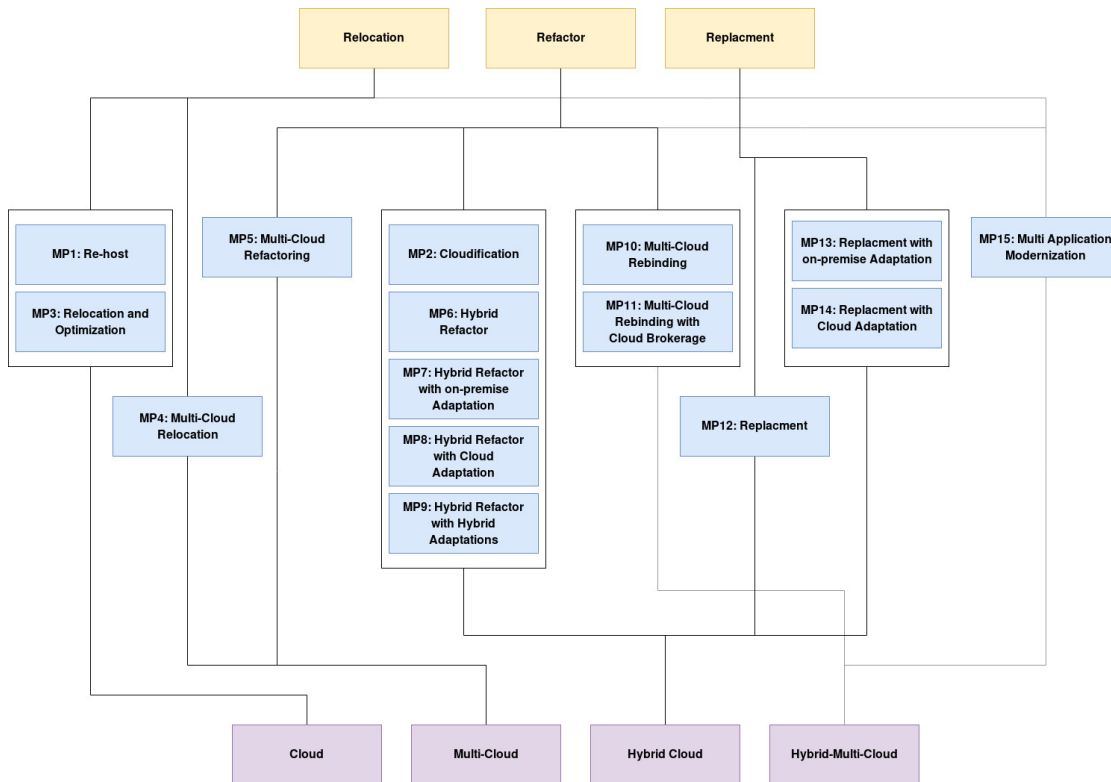 Relocation
Refactor
Replacment
MP1: Re-host
MP3: Relocation and
Optimization
MP4: Multi-Cloud
Relocation
MP5: Multi-Cloud
Refactoring
MP2: Cloudification
MP6: Hybrid
Refactor
MP7: Hybrid Refactor
with on-premise
Adaptation
MP8: Hybrid Refactor
with Cloud
Adaptation
MP9: Hybrid Refactor
with Hybrid
Adaptations
MP10: Multi-Cloud
Rebinding
MP11: Multi-Cloud
Rebinding with
Cloud Brokerage
MP12: Replacment
MP13: Replacment with
on-premise Adaptation
MP14: Replacment with
Cloud Adaptation
MP15: Multi Application
Modernization
Cloud
Multi-Cloud
Hybrid Cloud
Hybrid-Multi-Cloud